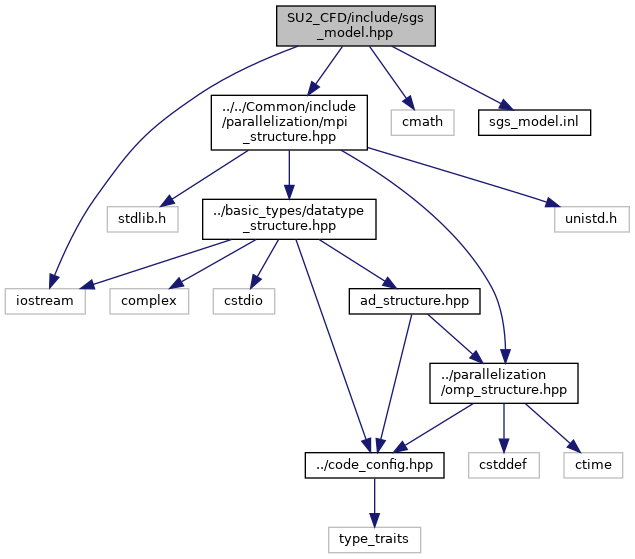 SU2_CFD/include/sgs
_model.hpp
../../Common/include
/parallelization/mpi
_structure.hpp
cmath
sgs_model.inl
stdlib.h
../basic_types/datatype
_structure.hpp
unistd.h
iostream
complex
cstdio
ad_structure.hpp
../parallelization
/omp_structure.hpp
../code_config.hpp
cstddef
ctime
type_traits